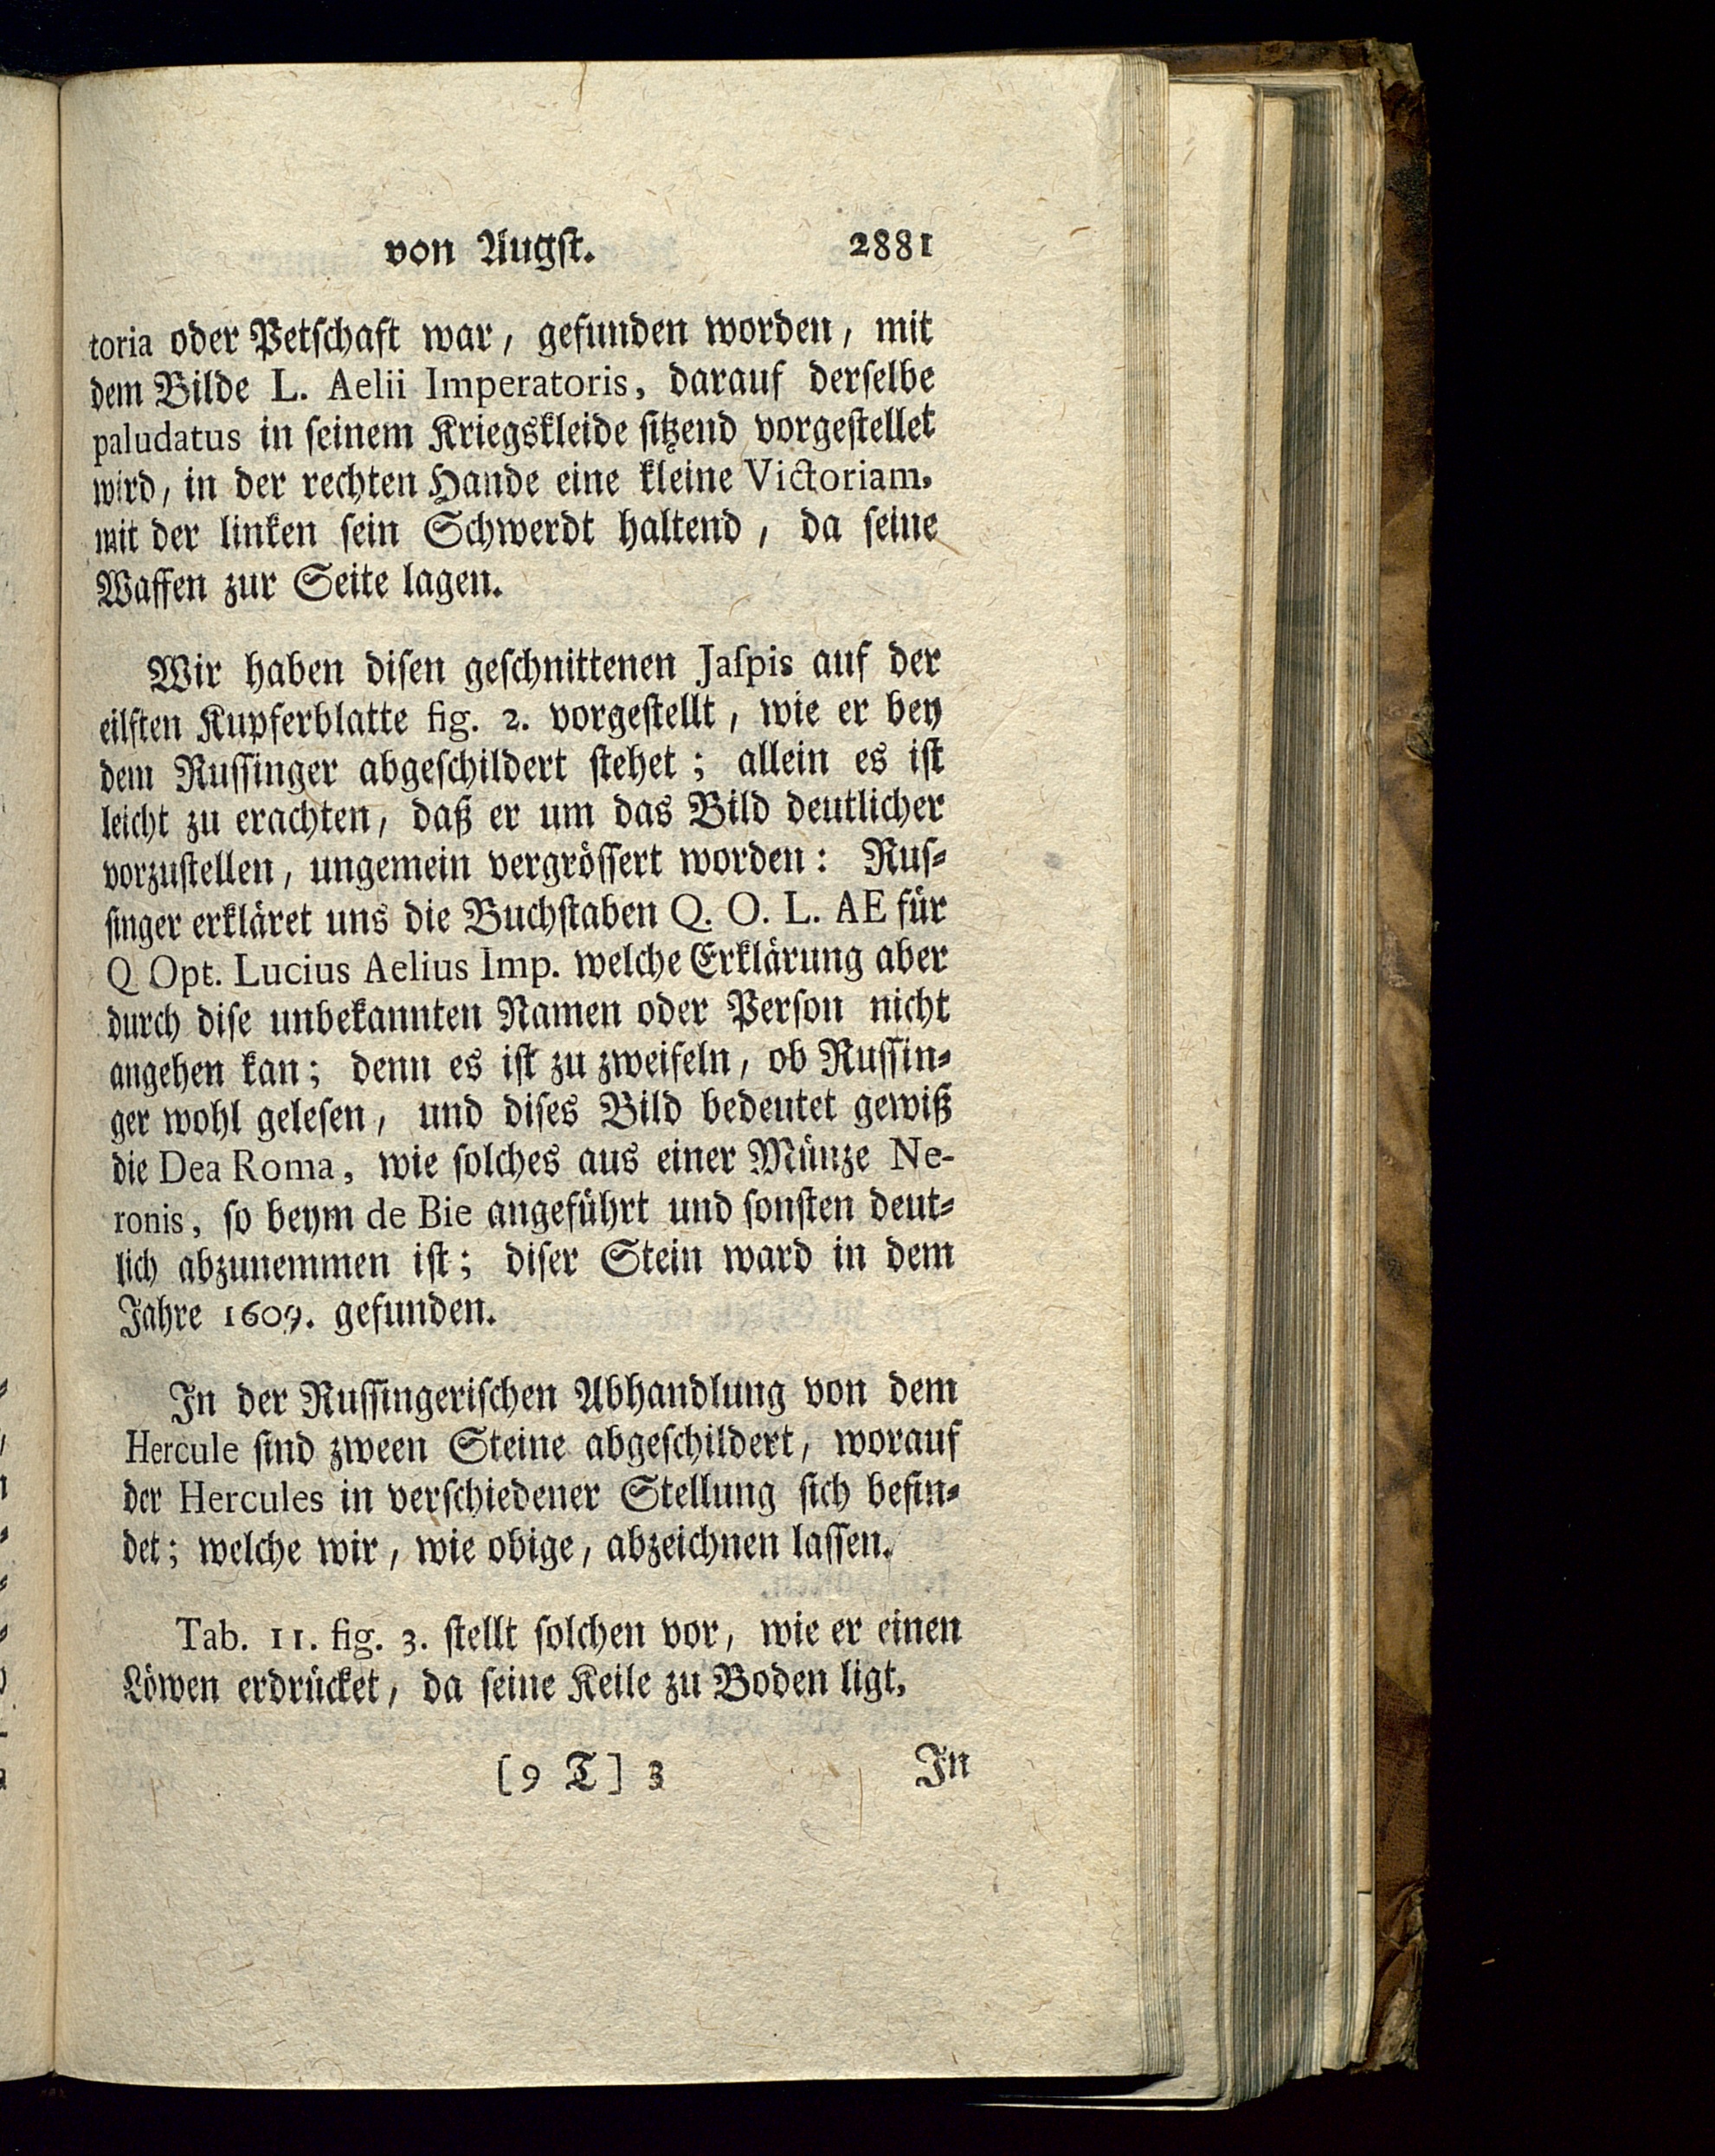 von Augst. 2881
toria oder Petschaft war, gefunden worden, mit
dem Bilde L. Aelii Imperatoris, darauf derselbe
paludatus in seinem Kriegskleide sitzend vorgestellet
wird, in der rechten Hande eine kleine Victoriam,
mit der linken sein Schwerdt haltend, da seine
Waffen zur Seite lagen.
Wir haben disen geschnittenen Jaspis auf der
eilften Kupferblatte fig. 2. vorgestellt, wie er bey
dem Russinger abgeschildert stehet; allein es ist
leicht zu erachten, daß er um das Bild deutlicher
vorzustellen, ungemein vergrössert worden: Rus-
singer erkläret uns die Buchstaben Q. O. L. AE für
Q Opt. Lucius Aelius Imp. welche Erklärung aber
durch dise unbekannten Namen oder Person nicht
angehen kan; denn es ist zu zweifeln, ob Russin-
ger wohl gelesen, und dises Bild bedeutet gewiß
die Dea Roma, wie solches aus einer Münze Ne-
ronis, so beym de Bie angeführt und sonsten deut-
lich abzunemmen ist; diser Stein ward in dem
Jahre 1609. gefunden.
In der Russingerischen Abhandlung von dem
Hercule sind zween Steine abgeschildert, worauf
der Hercules in verschiedener Stellung sich befin-
det; welche wir, wie obige, abzeichnen lassen.
Tab. 11. fig. 3. stellt solchen vor, wie er einen
Löwen erdrücket, da seine Keile zu Boden ligt.
[9 T] 3 In